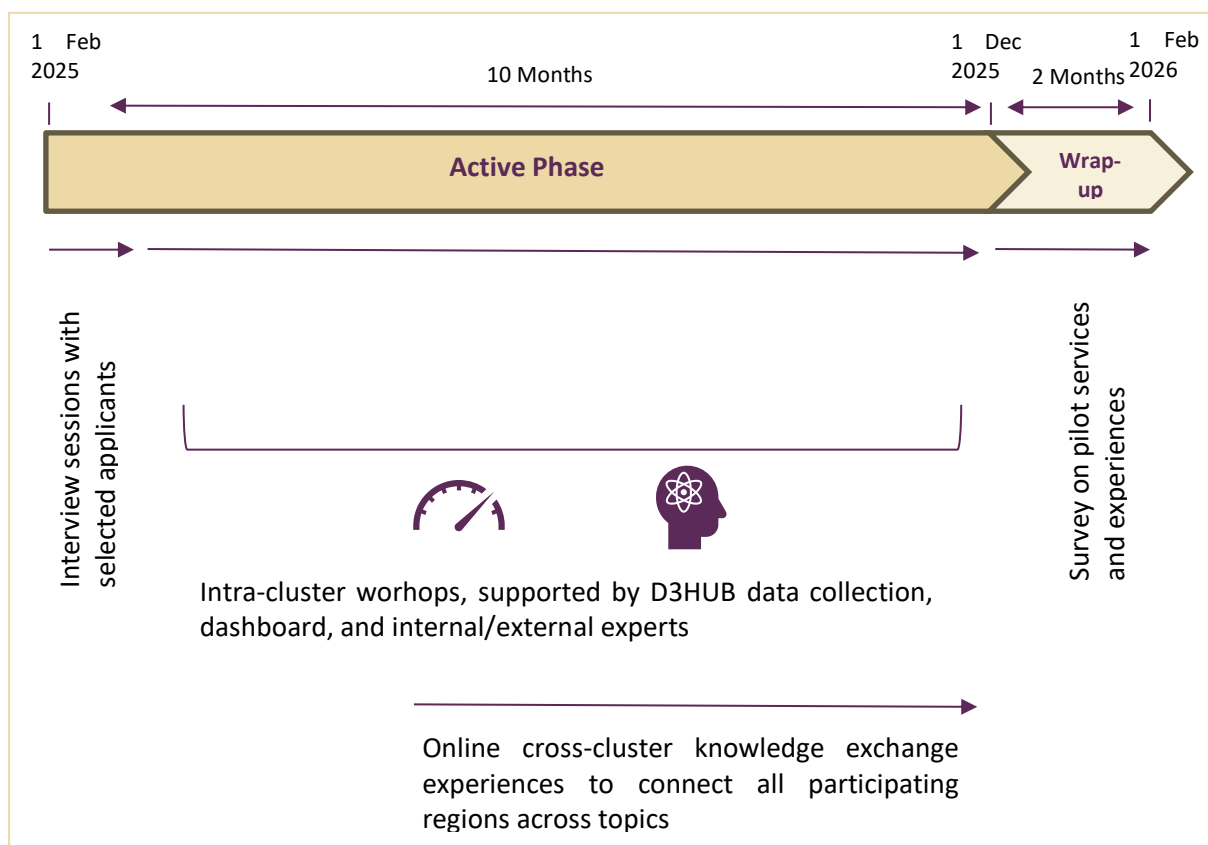 1 Feb
2025
10 Months
1 Dec
2025
2 Months
1 Feb
2026
Active Phase
Wrap-
up
Interview sessions with
selected applicants
Survey on pilot services
and experiences
Intra-cluster worhops, supported by D3HUB data collection,
dashboard, and internal/external experts
Online cross-cluster knowledge exchange
experiences to connect all participating
regions across topics